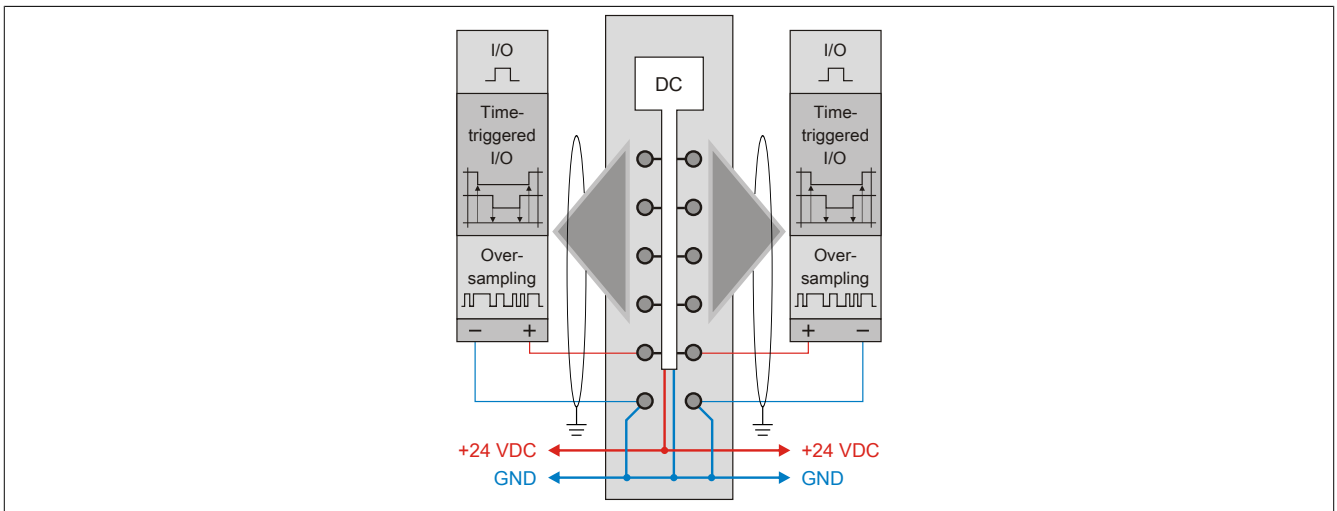 I/O
Time-
triggered
I/O
Over-
sampling
− +
DC
I/O
Time-
triggered
I/O
Over-
sampling
+ −
+24 VDC
+24 VDC
GND
GND